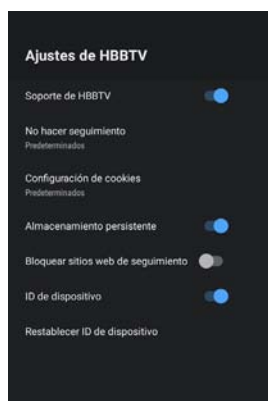 Ajustes de HBBTV
Soporte de HBBTV
No hacer seguimiento
Predeterminados
Configuración de cookies
Predeterminados
Almacenamiento persistente
Bloquear sitios web de seguimiento
ID de dispositivo
Restablecer ID de dispositivo